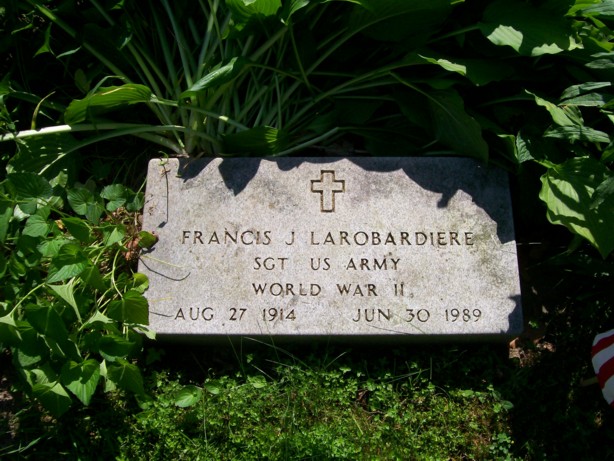 FRANCIS J LAROBARDIERE
SGT US ARMY
WORLD WAR II
AUG 27 1914 JUN 30 1989